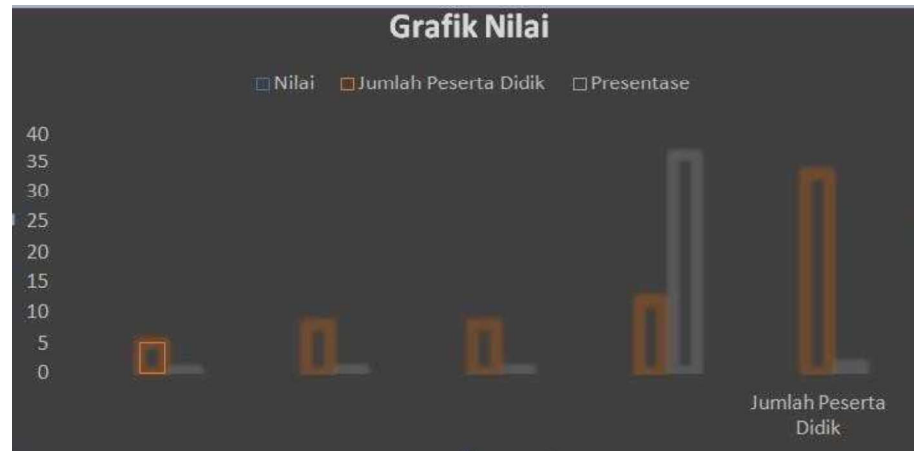 Grafik Nilai
Nilai Jumlah Peserta Didik Presentase
40
35
30
25
20
15
10
5
0
Jumlah Peserta
Didik